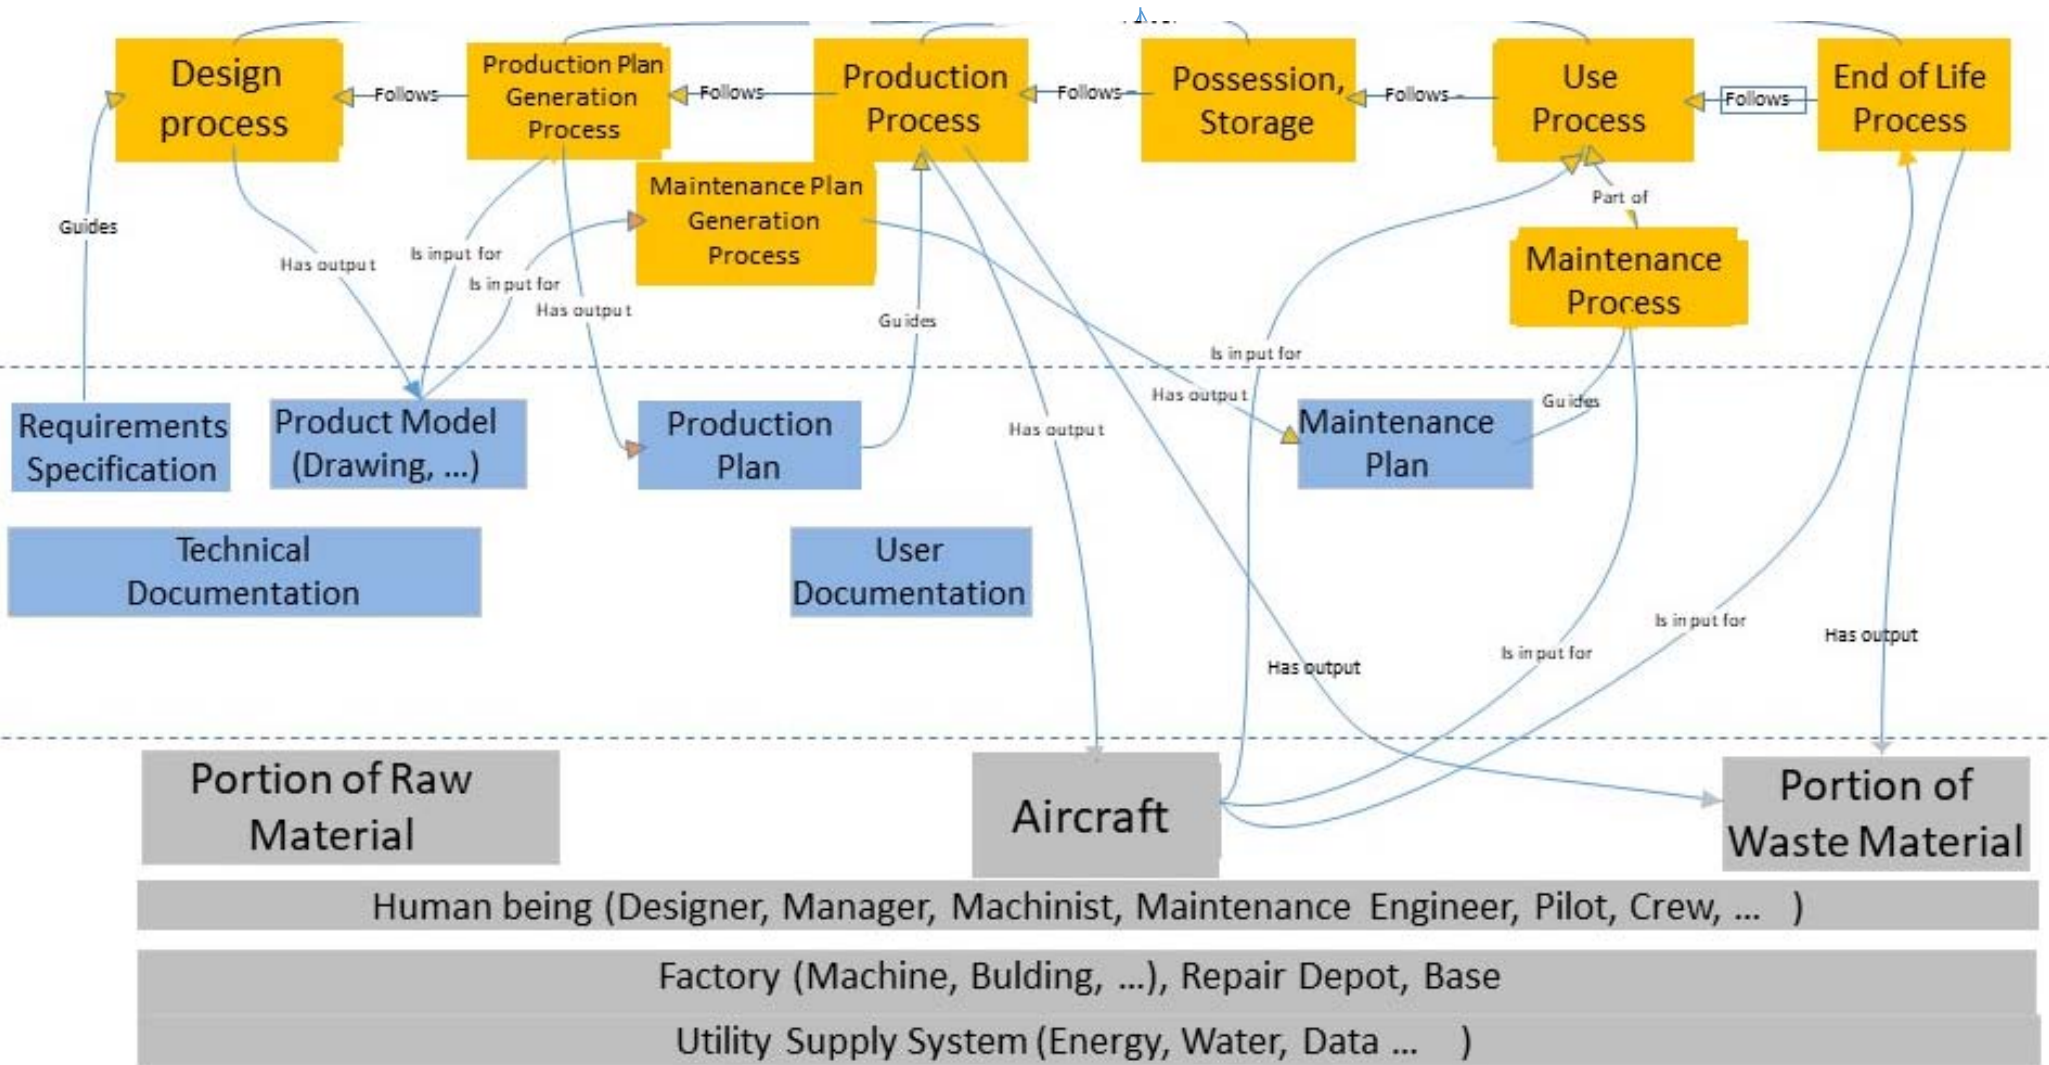 Design
process
Follows
Production Plan
Generation
Process
Follows
Production
Process
Follows
Possession,
Storage
Follows
Use
Process
Follows
End of Life
Process
Maintenance Plan
Generation
Process
Part of
Maintenance
Process
Guides
Has output
Is input for
Is input for
Has output
Guides
Is input for
Has output
Has output
Guides
Requirements
Specification
Product Model
(Drawing, ...)
Production
Plan
Maintenance
Plan
Technical
Documentation
User
Documentation
Has output
Is input for
Is input for
Has output
Portion of Raw
Material
Aircraft
Portion of
Waste Material
Human being (Designer, Manager, Machinist, Maintenance Engineer, Pilot, Crew, ... )
Factory (Machine, Bulding, ...), Repair Depot, Base
Utility Supply System (Energy, Water, Data ... )